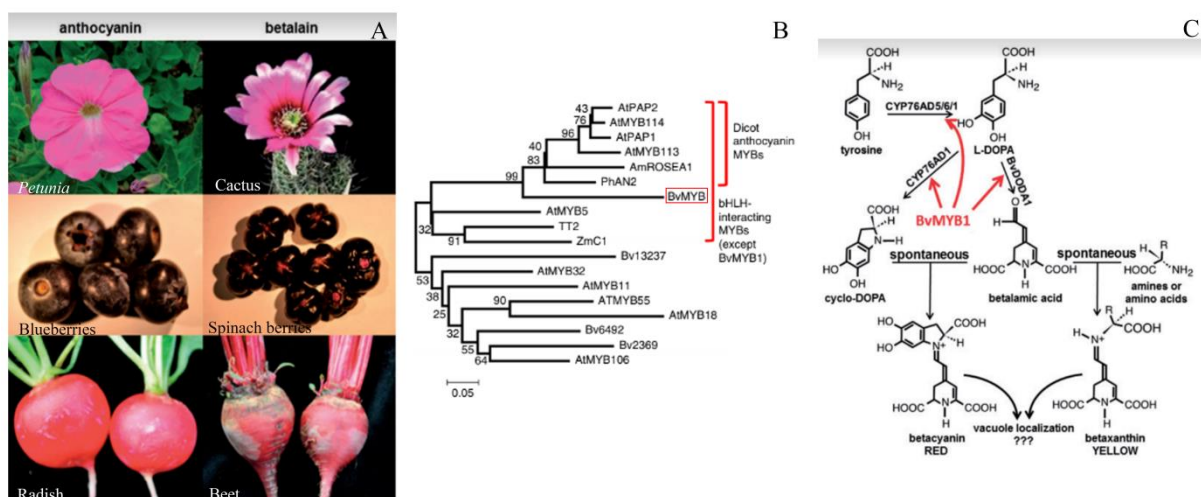 anthocyanin
betalain
A
Petunia
Cactus
Blueberries
Spinach berries
Radish
Beet
B
43
AtPAP2
76
AtMYB114
96
AtPAP1
40
AtMYB113
83
AmROSEA1
99
PhAN2
BvMYB
AtMYB5
32
TT2
91
ZmC1
Bv13237
53
AtMYB32
38
AtMYB11
25
90
ATMYB55
AtMYB18
32
Bv6492
55
Bv2369
64
AtMYB106
0.05
Dicot
anthocyanin
MYBs
bHLH-
interacting
MYBs
(except
BvMYB1)
C
COOH
H
NH2
OH
tyrosine
CYP76AD5/6/1
COOH
H
NH2
HO
OH
L-DOPA
CYP76AD1
BvDODA1
BvMYB1
COOH
H
N-H
HO
OH
cyclo-DOPA
spontaneous
O
HOOC
N
H
COOH
betalamic acid
spontaneous
H
R
HOOC
NH2
amines or
amino acids
HO
HO
COOH
N+
H
HOOC
N
H
COOH
betacyanin
RED
R
H
COOH
H
N+
HOOC
N
H
COOH
betaxanthin
YELLOW
vacuole localization
???